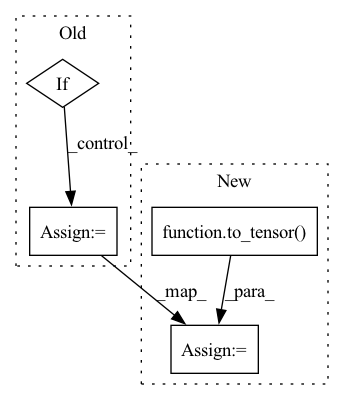 Old
If
_control_
New
Assign:=
function.to_tensor()
_map_
_para_
Assign:=